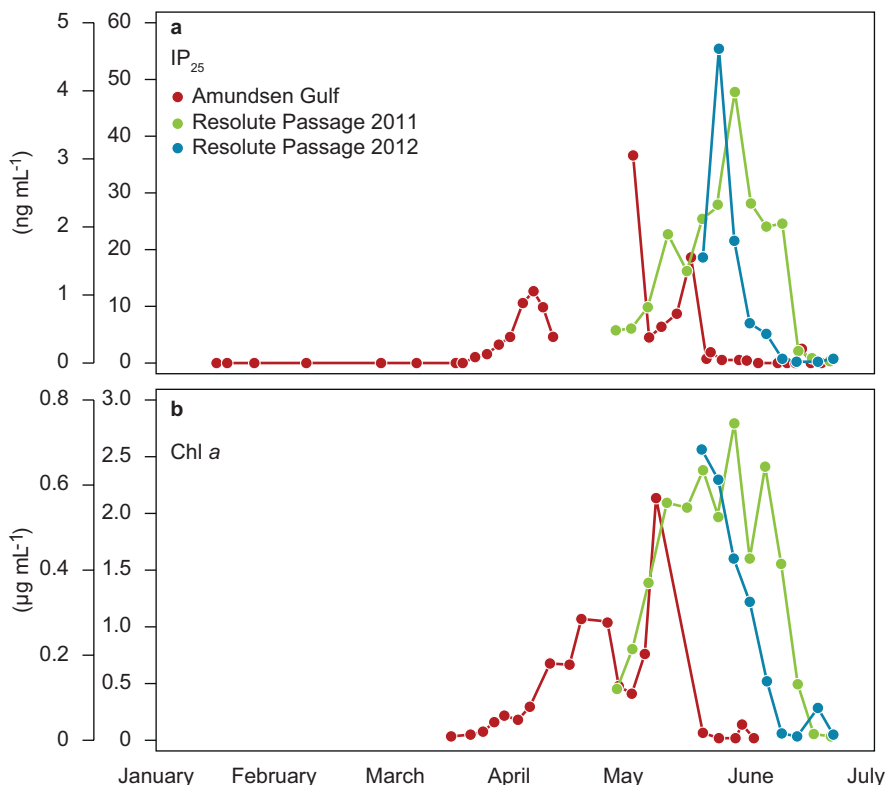 a
IP25
Amundsen Gulf
Resolute Passage 2011
Resolute Passage 2012
(ng mL-1)
5
4
3
2
1
0
60
50
40
30
20
10
0
b
Chl a
(µg mL-1)
0.8
0.6
0.4
0.2
0
3.0
2.5
2.0
1.5
1.0
0.5
0
January February March April May June July